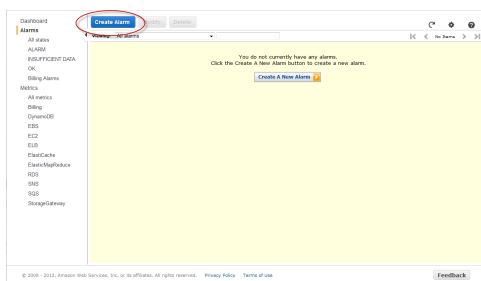 Dashboard
Alarms
All states
ALARM
INSUFFICIENT DATA
OK
Billing Alarms
Metrics
All metrics
Billing
DynamoDB
EBS
EC2
ELB
ElastiCache
ElasticMapReduce
RDS
SNS
SQS
StorageGateway
Create Alarm Modify Delete
Viewing: All alarms
No Items
You do not currently have any alarms.
Click the Create A New Alarm button to create a new alarm.
Create A New Alarm
© 2008 - 2012, Amazon Web Services, Inc. or its affiliates. All rights reserved. Privacy Policy Terms of Use
Feedback